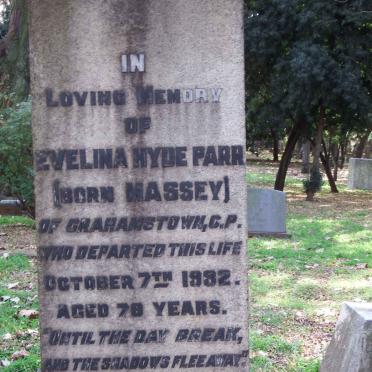 IN
LOVING MEMORY
OF
EVELINA HYDE PARR
(BORN MASSEY)
OF GRAHAMSTOWN, C.P.
WHO DEPARTED THIS LIFE
OCTOBER 7TH 1932.
AGED 78 YEARS.
"UNTIL THE DAY BREAK,
AND THE SHADOWS FLEE AWAY"